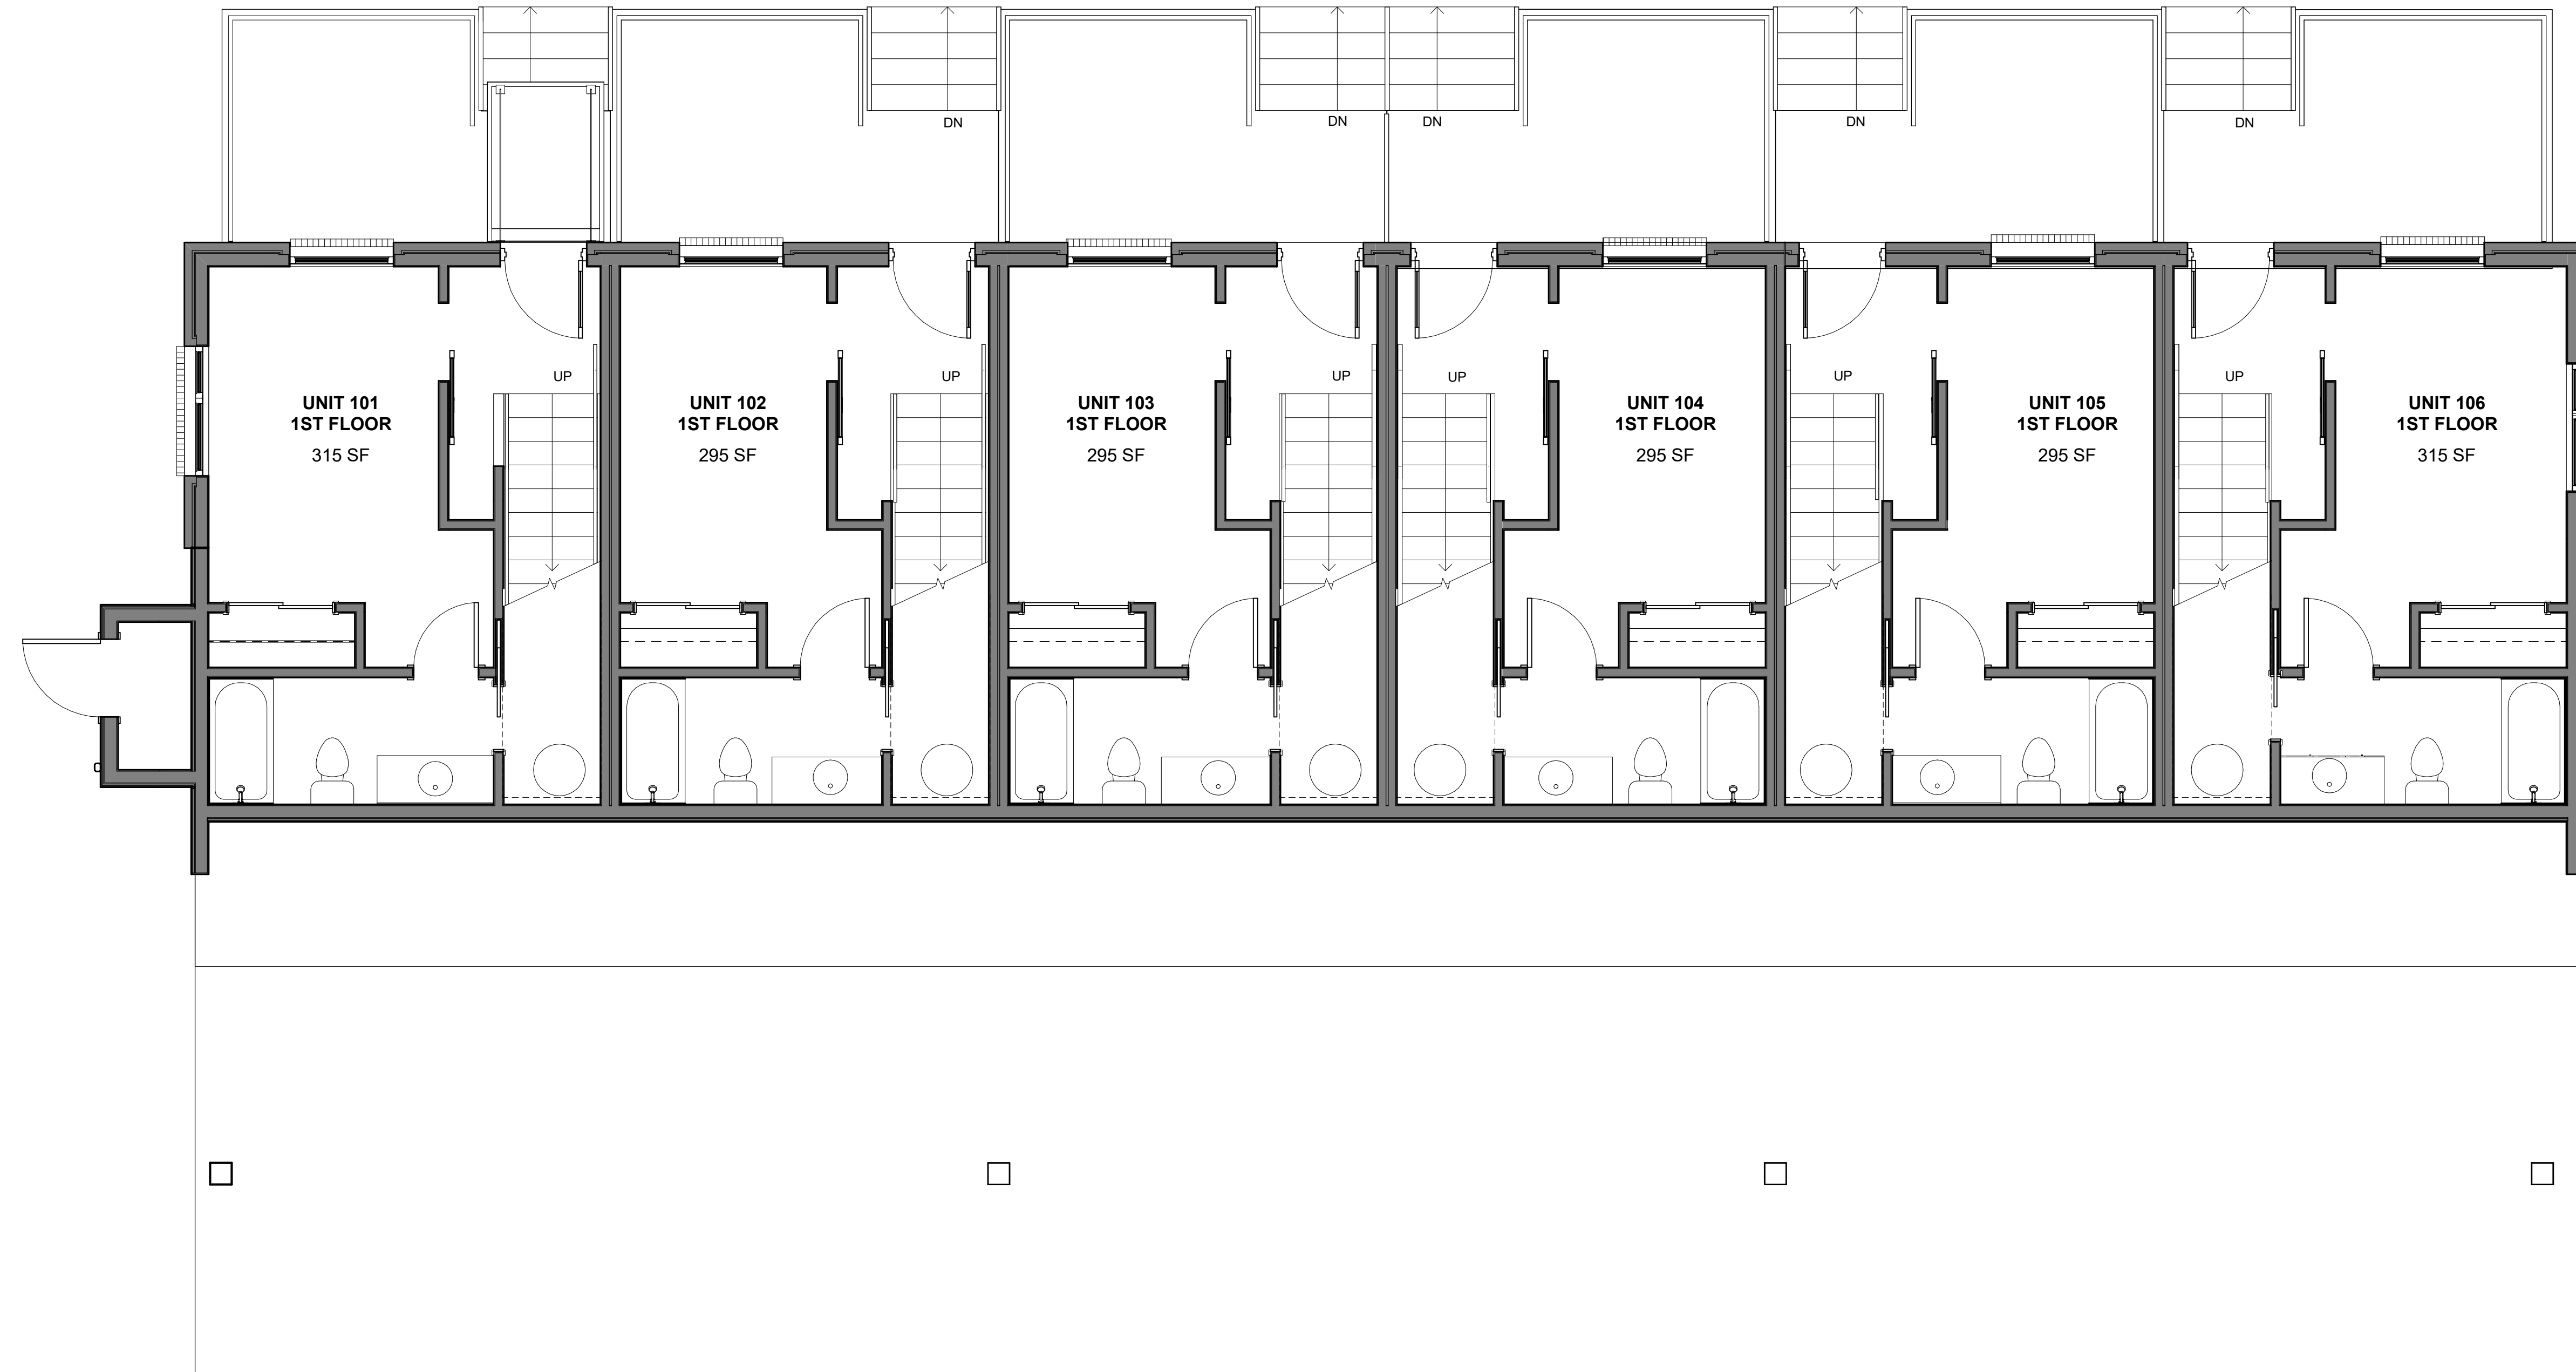 DN
DN
DN
DN
DN
UP
UP
UP
UP
UP
UP
UNIT 101
1ST FLOOR
315 SF
UNIT 102
1ST FLOOR
295 SF
UNIT 103
1ST FLOOR
295 SF
UNIT 104
1ST FLOOR
295 SF
UNIT 105
1ST FLOOR
295 SF
UNIT 106
1ST FLOOR
315 SF